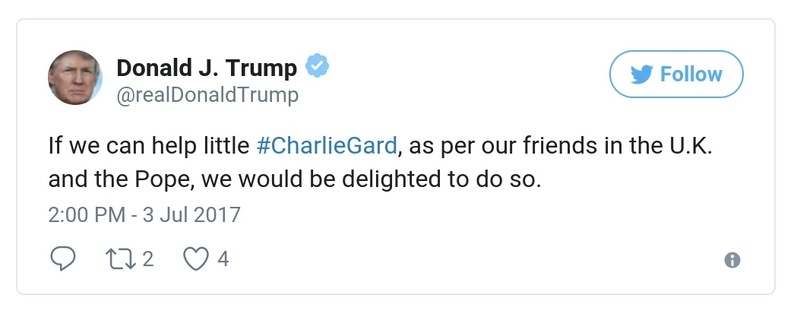 Donald J. Trump
@realDonaldTrump
Follow
If we can help little #CharlieGard, as per our friends in the U.K.
and the Pope, we would be delighted to do so.
2:00 PM - 3 Jul 2017
2 4